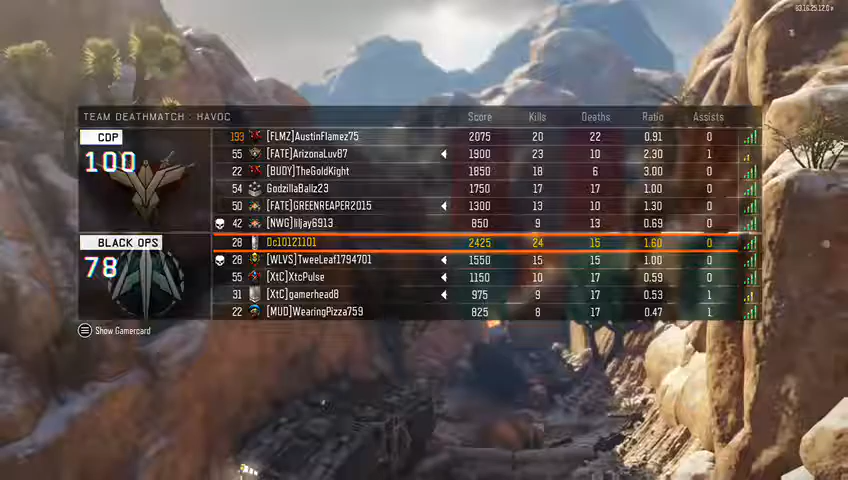 83.16.25.12.0
TEAM DEATHMATCH : HAVOC Score Kills Deaths Ratio Assists
CDP
100
193 [FLMZ]AustinFlamez75 2075 20 22 0.91 0
55 [FATE]ArizonaLuv87 1900 23 10 2.30 1
22 [BUDY]TheGoldKight 1850 18 6 3.00 0
54 GodzillaBallz23 1750 17 17 1.00 0
50 [FATE]GREENREAPER2015 1300 13 10 1.30 0
42 [NWG]liljay6913 850 9 13 0.69 0
BLACK OPS
78
28 Dc10121101 2425 24 15 1.60 0
28 [WLVS]TweeLeaf1794701 1550 15 15 1.00 0
55 [XtC]XtcPulse 1150 10 17 0.59 0
31 [XtC]gamerhead8 975 9 17 0.53 1
22 [MUD]WearingPizza759 825 8 17 0.47 1
Show Gamercard